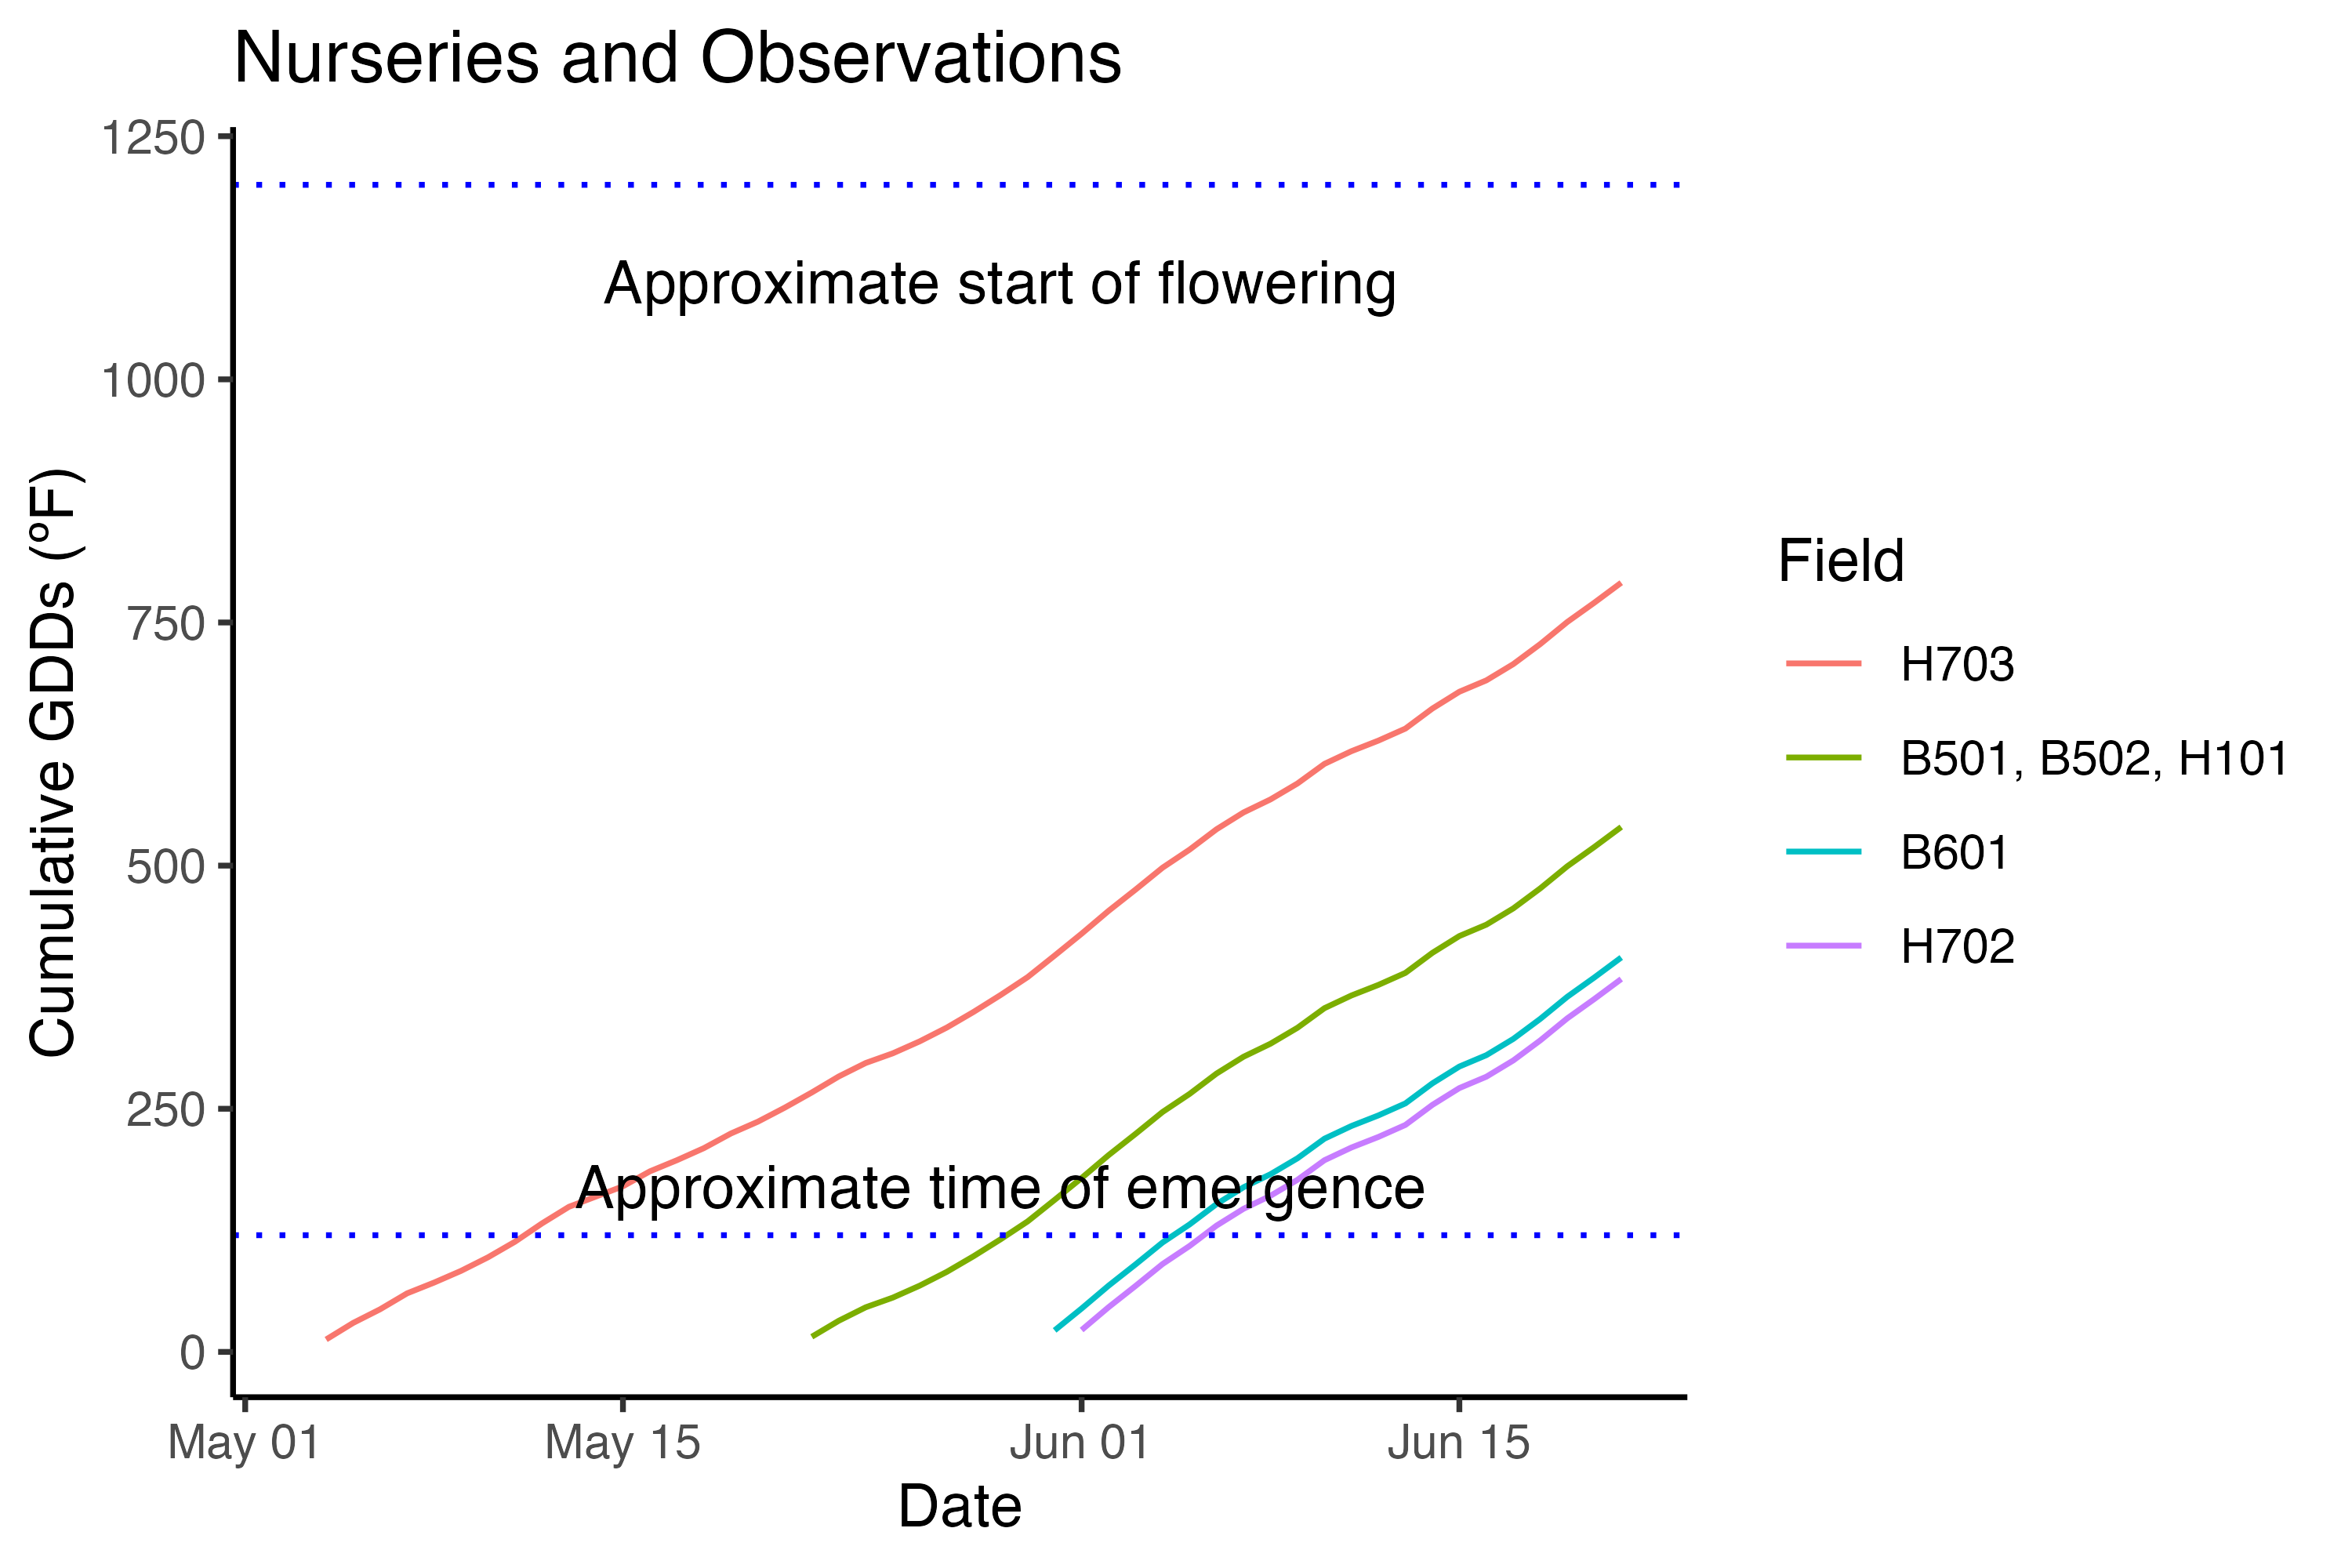 Nurseries and Observations
1250
1000
750
500
250
0
Cumulative GDDs (ºF)
Approximate start of flowering
Approximate time of emergence
May 01
May 15
Jun 01
Jun 15
Date
Field
H703
B501, B502, H101
B601
H702